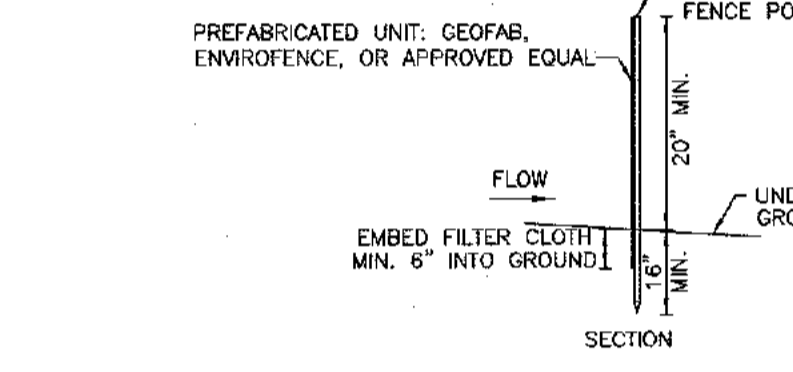 FENCE PO
PREFABRICATED UNIT: GEOFAB,
ENVIROFENCE, OR APPROVED EQUAL
20" MIN.
FLOW
UND
GRO
EMBED FILTER CLOTH
MIN. 6" INTO GROUND
16"
MIN.
SECTION